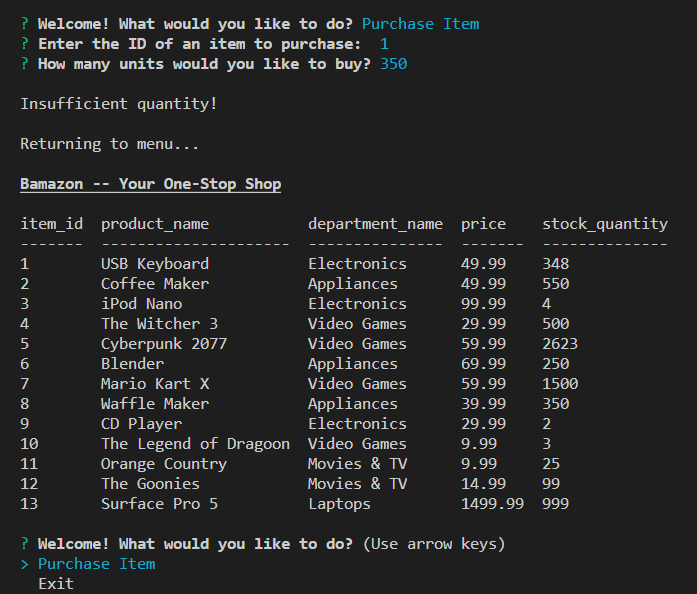 ? Welcome! What would you like to do? Purchase Item
? Enter the ID of an item to purchase:  1
? How many units would you like to buy? 350

Insufficient quantity!

Returning to menu...

Bamazon -- Your One-Stop Shop

item_id  product_name           department_name  price    stock_quantity
-------  ---------------------  ---------------  -------  --------------
1        USB Keyboard           Electronics      49.99    348
2        Coffee Maker           Appliances       49.99    550
3        iPod Nano              Electronics      99.99    4
4        The Witcher 3          Video Games      29.99    500
5        Cyberpunk 2077         Video Games      59.99    2623
6        Blender                Appliances       69.99    250
7        Mario Kart X           Video Games      59.99    1500
8        Waffle Maker           Appliances       39.99    350
9        CD Player              Electronics      29.99    2
10       The Legend of Dragoon  Video Games      9.99     3
11       Orange Country         Movies & TV      9.99     25
12       The Goonies            Movies & TV      14.99    99
13       Surface Pro 5          Laptops          1499.99  999

? Welcome! What would you like to do? (Use arrow keys)
> Purchase Item
  Exit